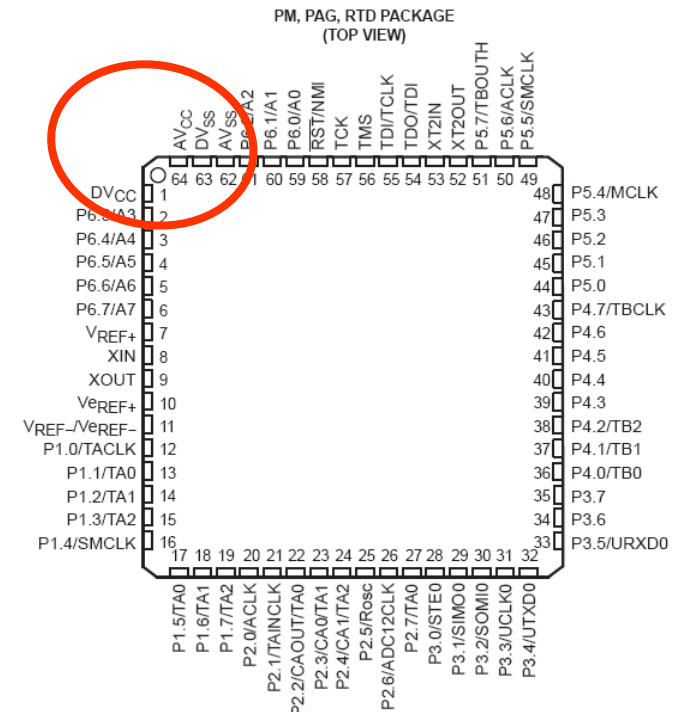 PM, PAG, RTD PACKAGE
(TOP VIEW)
AVCC
DVSS
AVSS
P6.2/A2
P6.1/A1
P6.0/A0
RST/NMI
TCK
TMS
TDI/TCLK
TDO/TDI
XT2IN
XT2OUT
P5.7/TBOUTH
P5.6/ACLK
P5.5/SMCLK
64 63 62 61 60 59 58 57 56 55 54 53 52 51 50 49
DVCC 1
P6.3/A3 2
P6.4/A4 3
P6.5/A5 4
P6.6/A6 5
P6.7/A7 6
VREF+ 7
XIN 8
XOUT 9
VeREF+ 10
VREF–/VeREF– 11
P1.0/TACLK 12
P1.1/TA0 13
P1.2/TA1 14
P1.3/TA2 15
P1.4/SMCLK 16
48 P5.4/MCLK
47 P5.3
46 P5.2
45 P5.1
44 P5.0
43 P4.7/TBCLK
42 P4.6
41 P4.5
40 P4.4
39 P4.3
38 P4.2/TB2
37 P4.1/TB1
36 P4.0/TB0
35 P3.7
34 P3.6
33 P3.5/URXD0
17 18 19 20 21 22 23 24 25 26 27 28 29 30 31 32
P1.5/TA0
P1.6/TA1
P1.7/TA2
P2.0/ACLK
P2.1/TAINCLK
P2.2/CAOUT/TA0
P2.3/CA0/TA1
P2.4/CA1/TA2
P2.5/Rosc
P2.6/ADC12CLK
P2.7/TA0
P3.0/STE0
P3.1/SIMO0
P3.2/SOMI0
P3.3/UCLK0
P3.4/UTXD0